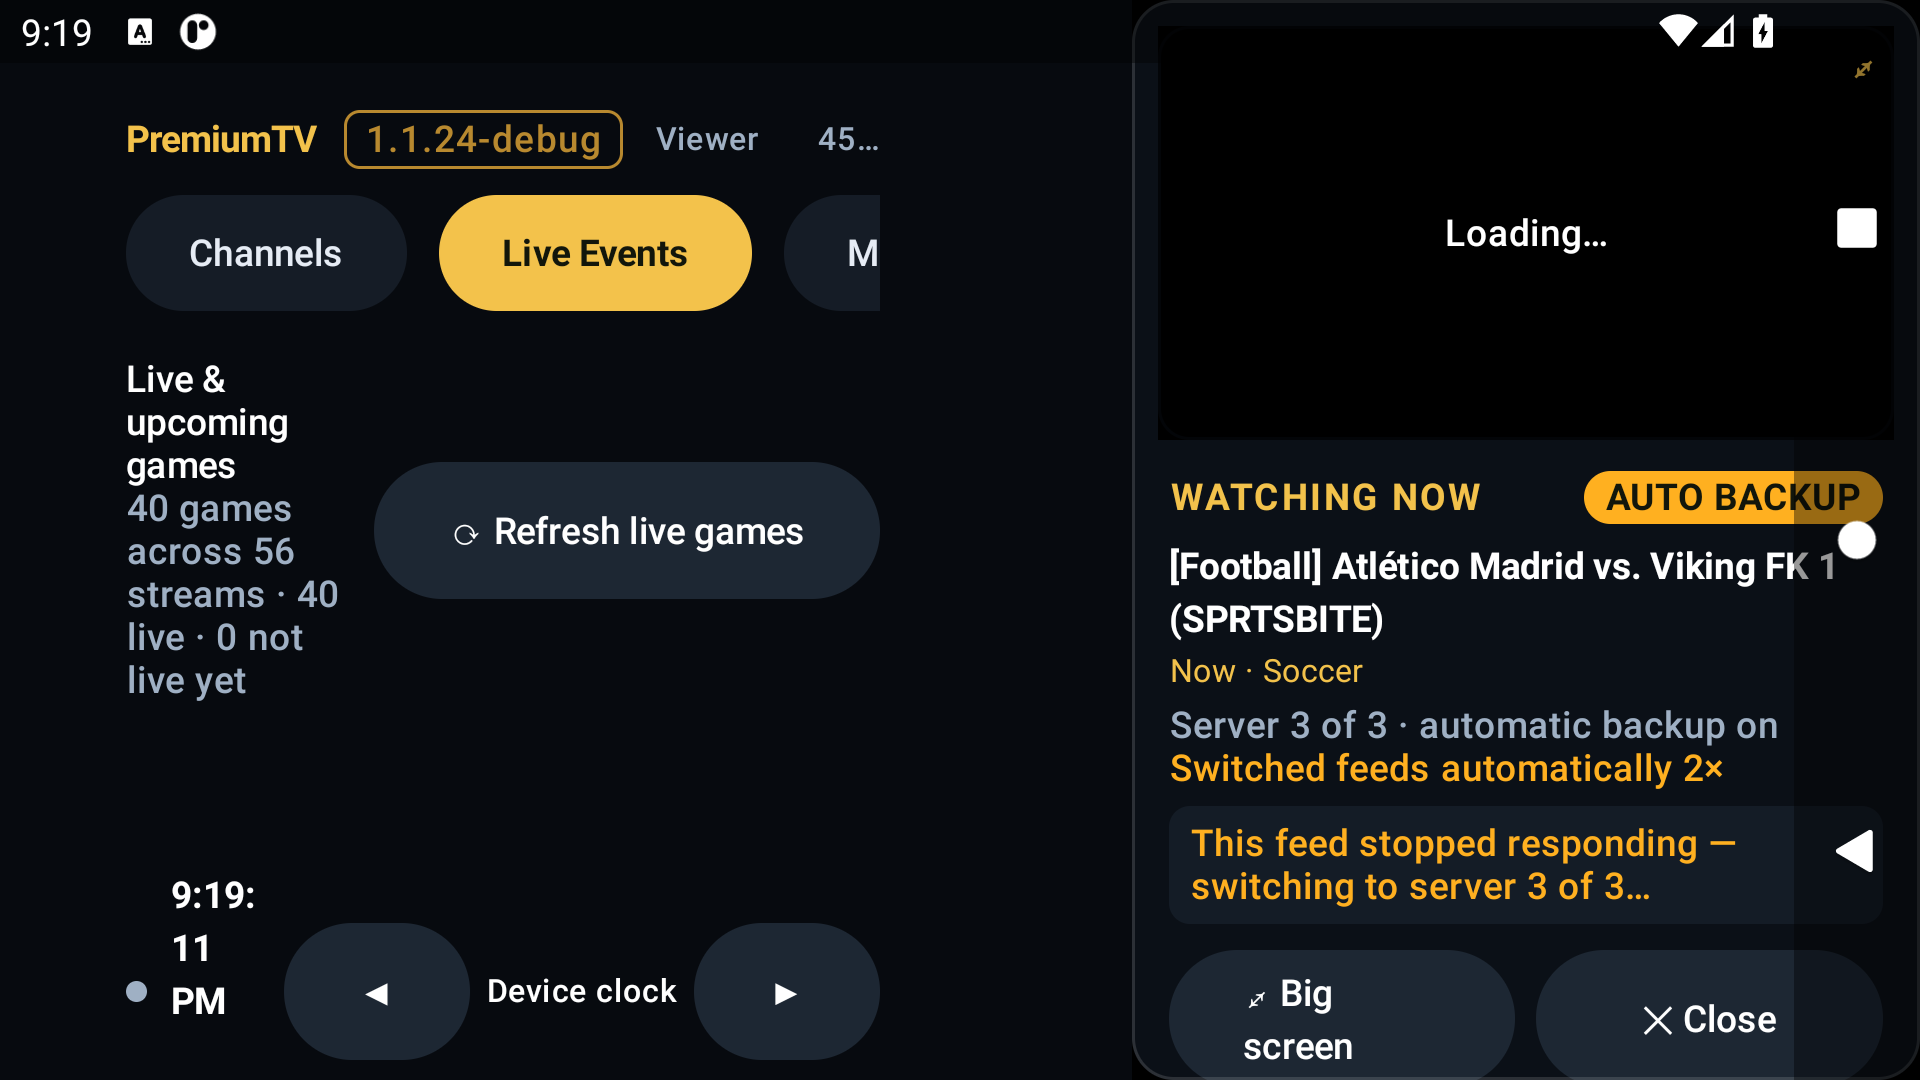 9:19
PremiumTV
1.1.24-debug
Viewer
45…
Channels
Live Events
M
Live &
upcoming
games
40 games
across 56
streams · 40
live · 0 not
live yet
⟳ Refresh live games
9:19:
11
PM
◀
Device clock
▶
Loading…
WATCHING NOW
AUTO BACKUP
[Football] Atlético Madrid vs. Viking FK 1
(SPRTSBITE)
Now · Soccer
Server 3 of 3 · automatic backup on
Switched feeds automatically 2×
This feed stopped responding —
switching to server 3 of 3…
⤢ Big
screen
✕ Close